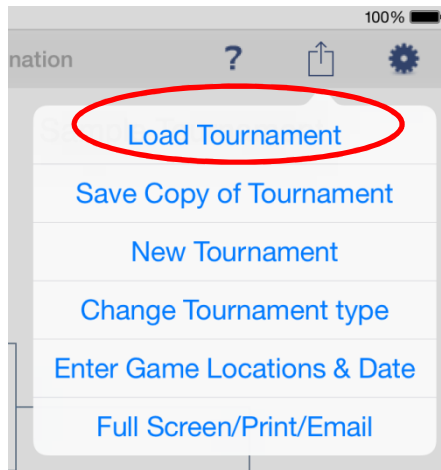 100%
nation ?
Load Tournament
Save Copy of Tournament
New Tournament
Change Tournament type
Enter Game Locations & Date
Full Screen/Print/Email